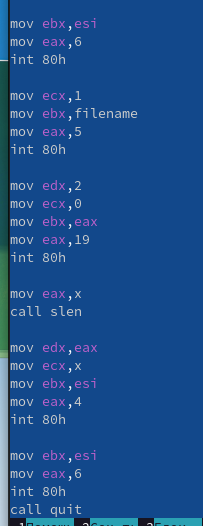 mov ebx,esi
mov eax,6
int 80h
mov ecx,1
mov ebx,filename
mov eax,5
int 80h
mov edx,2
mov ecx,0
mov ebx,eax
mov eax,19
int 80h
mov eax,x
call slen
mov edx,eax
mov ecx,x
mov ebx,esi
mov eax,4
int 80h
mov ebx,esi
mov eax,6
int 80h
call quit